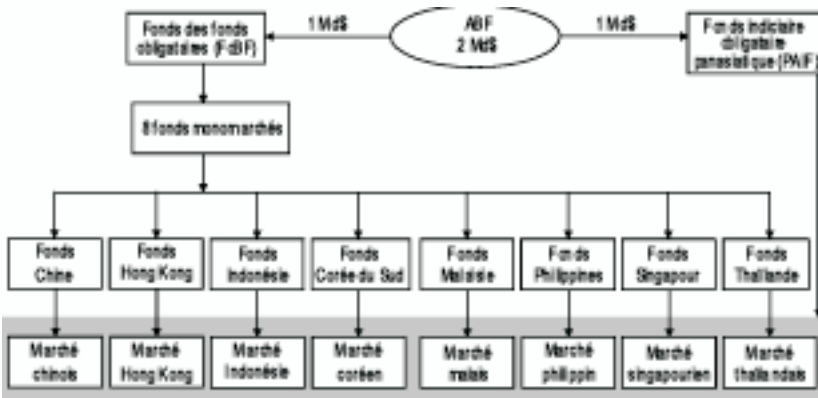 Fonds des fonds
obligataires (FdBF)
1 Md$
ABF
2 Md$
1 Md$
Fonds indiciaire
obligataire
panasiatique (PAIF)
8 fonds monomarchés
Fonds
Chine
Fonds
Hong Kong
Fonds
Indonésie
Fonds
Corée du Sud
Fonds
Malaisie
Fonds
Philippines
Fonds
Singapour
Fonds
Thaïlande
Marché
chinois
Marché
Hong Kong
Marché
Indonésie
Marché
coréen
Marché
malais
Marché
philippin
Marché
singapourien
Marché
thaïlandais